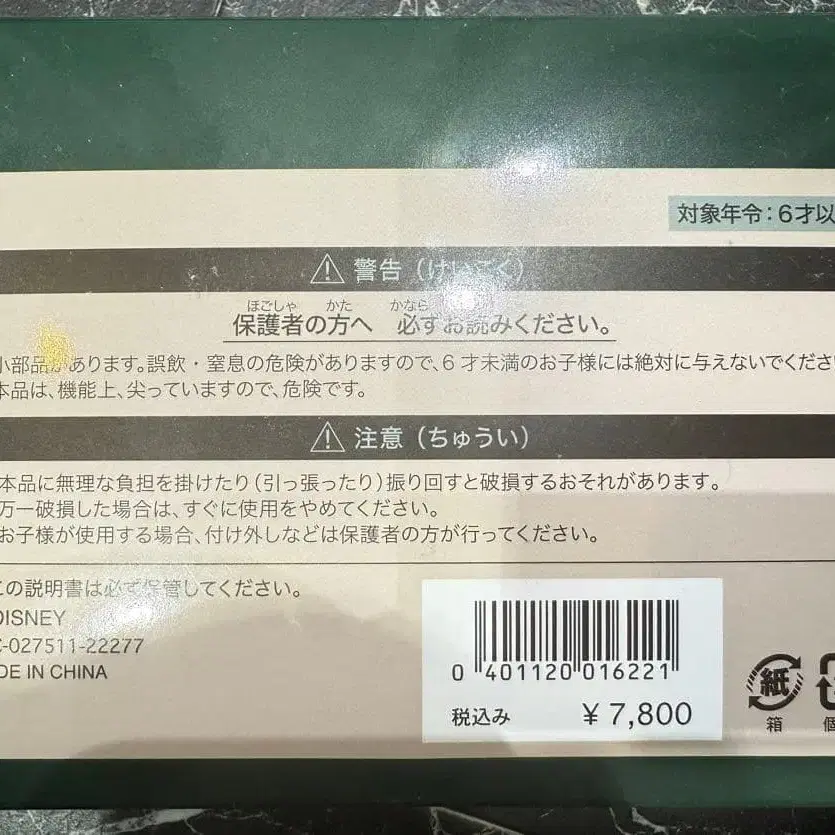 対象年令：6才以
警告（けいこく）
ほごしゃ かた かなら
保護者の方へ 必ずお読みください。
小部品があります。誤飲・窒息の危険がありますので、6才未満のお子様には絶対に与えないでくださ
本品は、機能上、尖っていますので、危険です。
注意（ちゅうい）
本品に無理な負担を掛けたり（引っ張ったり）振り回すと破損するおそれがあります。
万一破損した場合は、すぐに使用をやめてください。
お子様が使用する場合、付け外しなどは保護者の方が行ってください。
この説明書は必ず保管してください。
DISNEY
C-027511-22277
DE IN CHINA
0 401120 016221
税込み ¥7,800
紙
箱 個